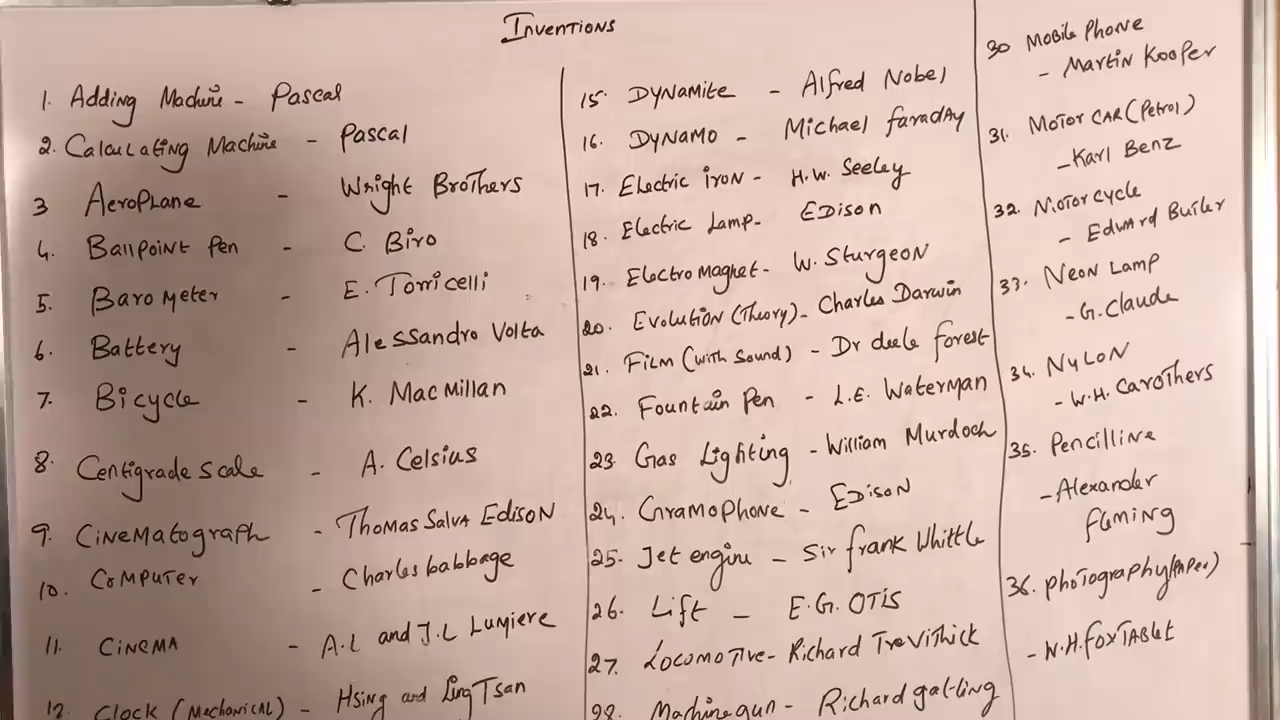 Inventions
1. Adding Machine - Pascal
2. Calculating Machine - Pascal
3 Aeroplane - Wright Brothers
4. Ballpoint Pen - C. Biro
5. Barometer - E. Torricelli
6. Battery - Alessandro Volta
7. Bicycle - K. MacMillan
8. Centigrade scale - A. Celsius
9. Cinematograph - Thomas Salva Edison
10. Computer - Charles babbage
11. Cinema - A.L and J.L Lumiere
12. Clock (Mechanical) - Hsing and LingTsan
15. Dynamite - Alfred Nobel
16. Dynamo - Michael faraday
17. Electric iron - H.W. Seeley
18. Electric Lamp - Edison
19. Electro Magnet - W. Sturgeon
20. Evolution (Theory) - Charles Darwin
21. Film (with sound) - Dr deele forest
22. Fountain Pen - L.E. Waterman
23. Gas Lighting - William Murdoch
24. Gramophone - Edison
25. Jet engine - Sir frank Whittle
26. Lift - E.G. Otis
27. Locomotive - Richard Trevithick
28. Machine gun - Richard gatling
30 Mobile Phone
- Martin Kooper
31. Motor Car (Petrol)
- Karl Benz
32. Motorcycle
- Edward Butler
33. Neon Lamp
- G. Claude
34. Nylon
- W.H. Carothers
35. Pencilline
- Alexander
fleming
36. photography (Paper)
- W.H. fox Tablet